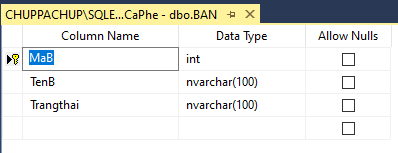 CHUPPACHUP\SQLE...CaPhe - dbo.BAN
Column Name Data Type Allow Nulls
MaB int
TenB nvarchar(100)
Trangthai nvarchar(100)